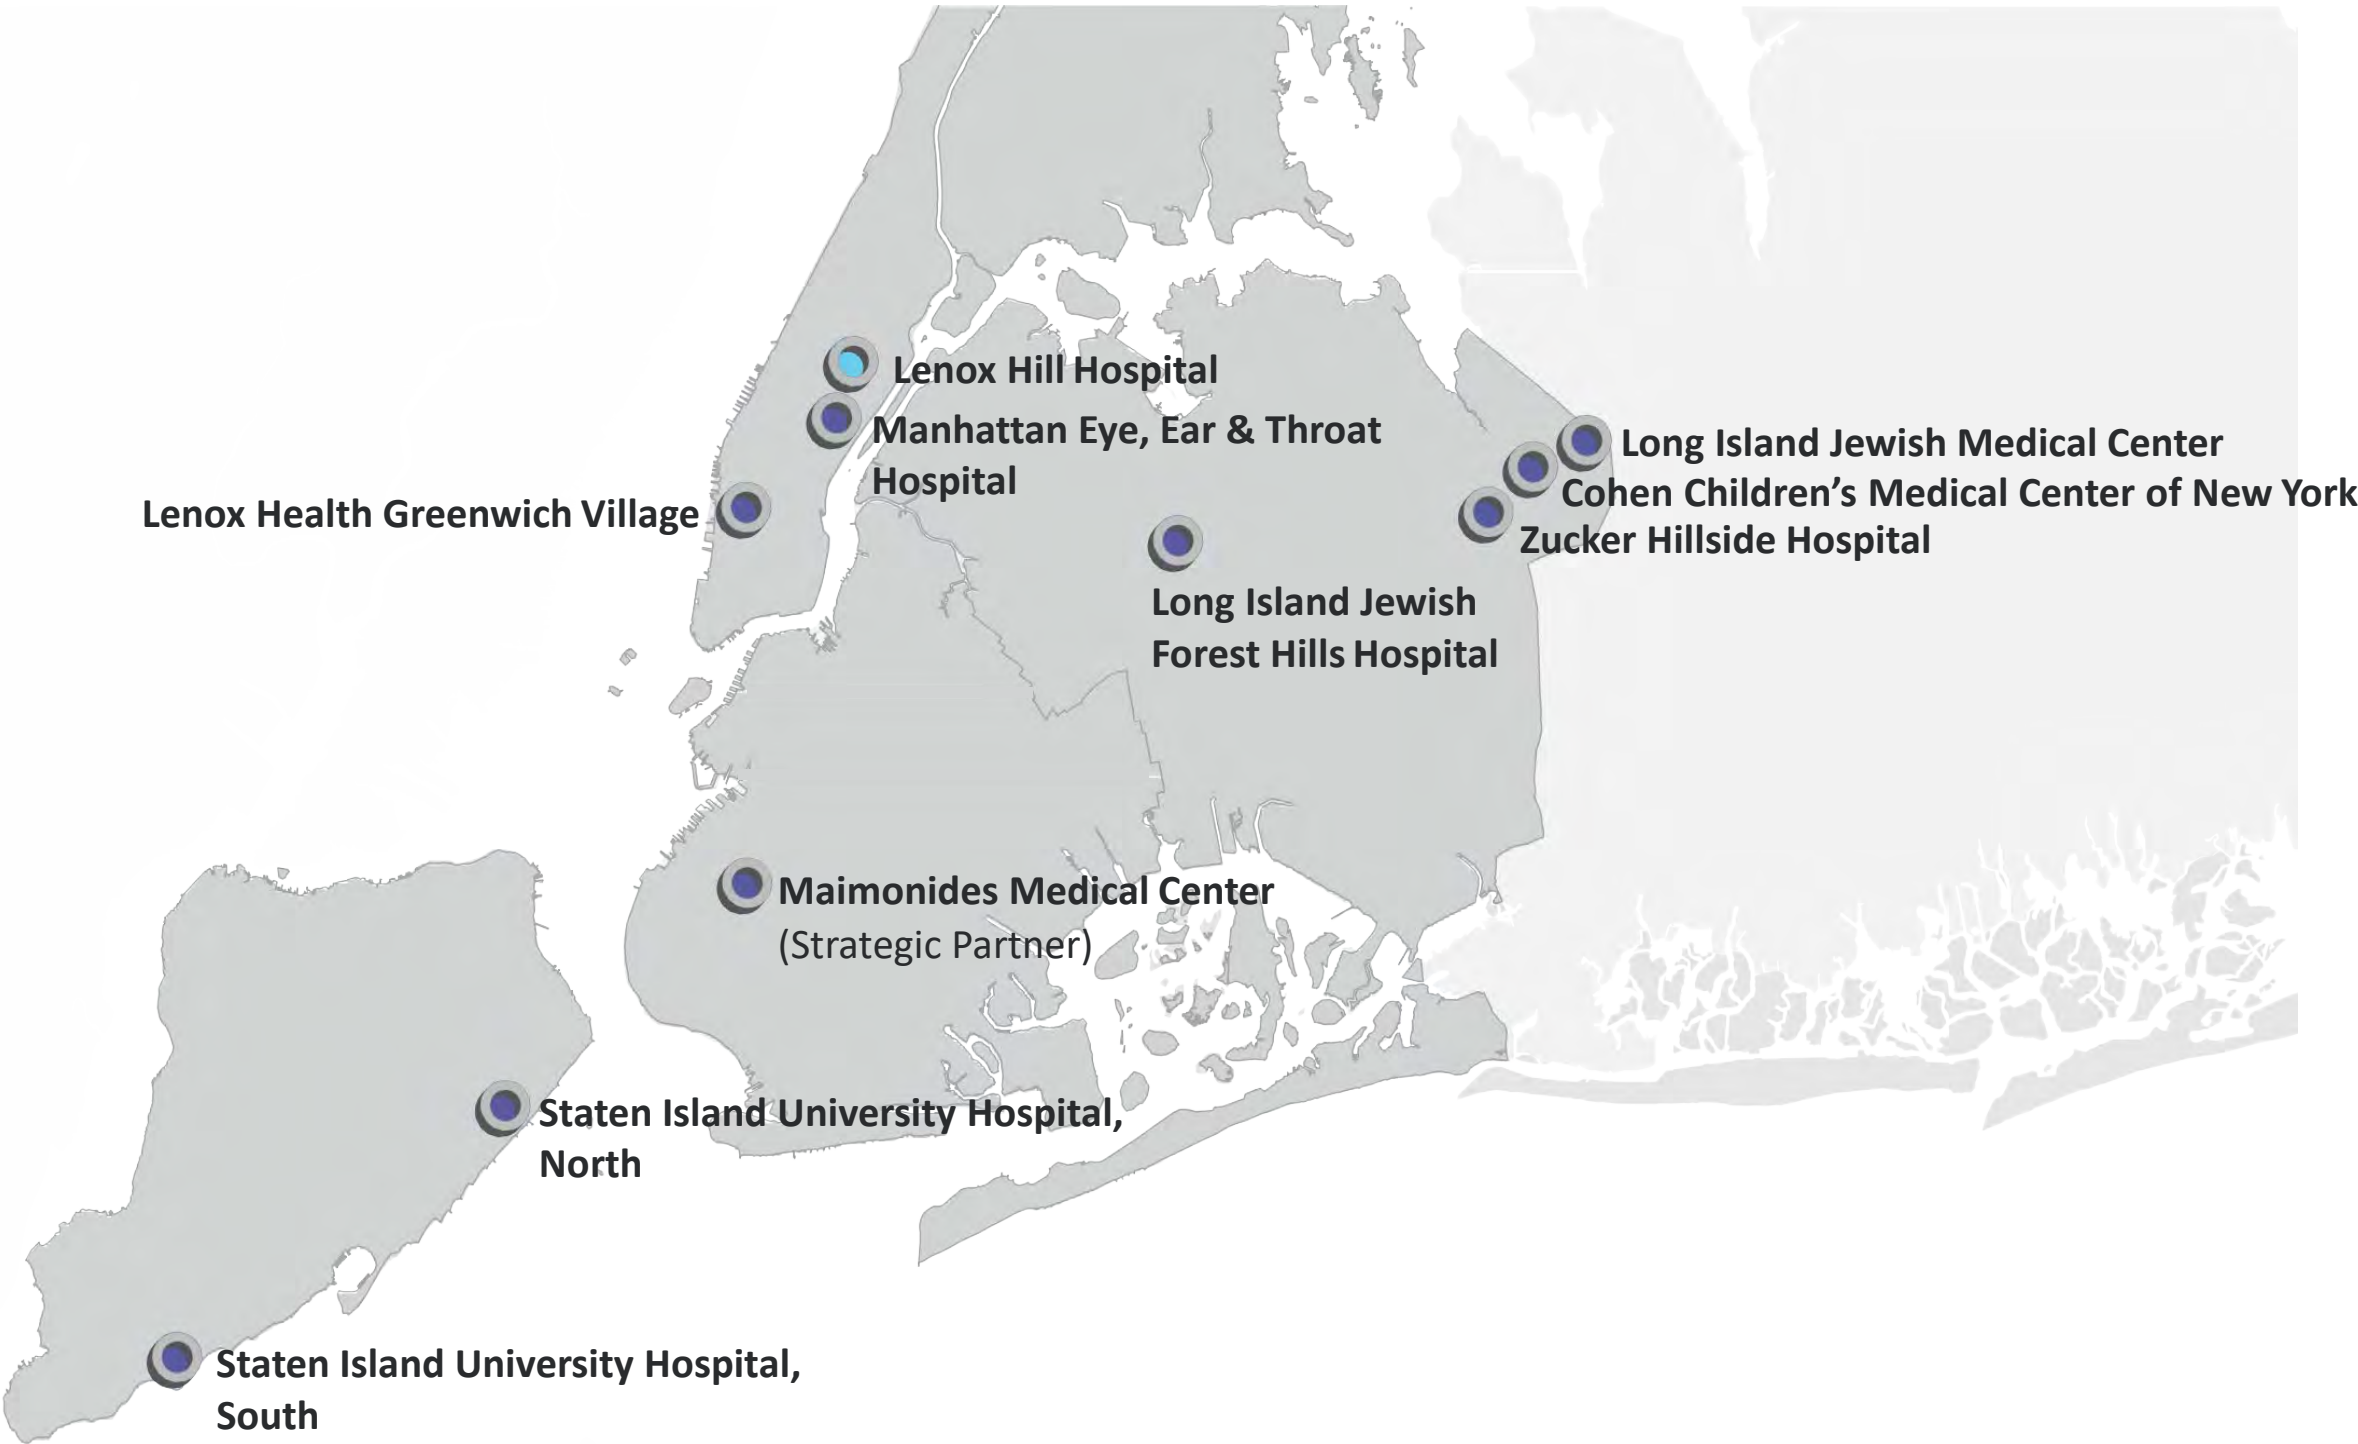 Lenox Hill Hospital
Manhattan Eye, Ear & Throat
Hospital
Lenox Health Greenwich Village
Long Island Jewish Medical Center
Cohen Children’s Medical Center of New York
Zucker Hillside Hospital
Long Island Jewish
Forest Hills Hospital
Maimonides Medical Center
(Strategic Partner)
Staten Island University Hospital,
North
Staten Island University Hospital,
South